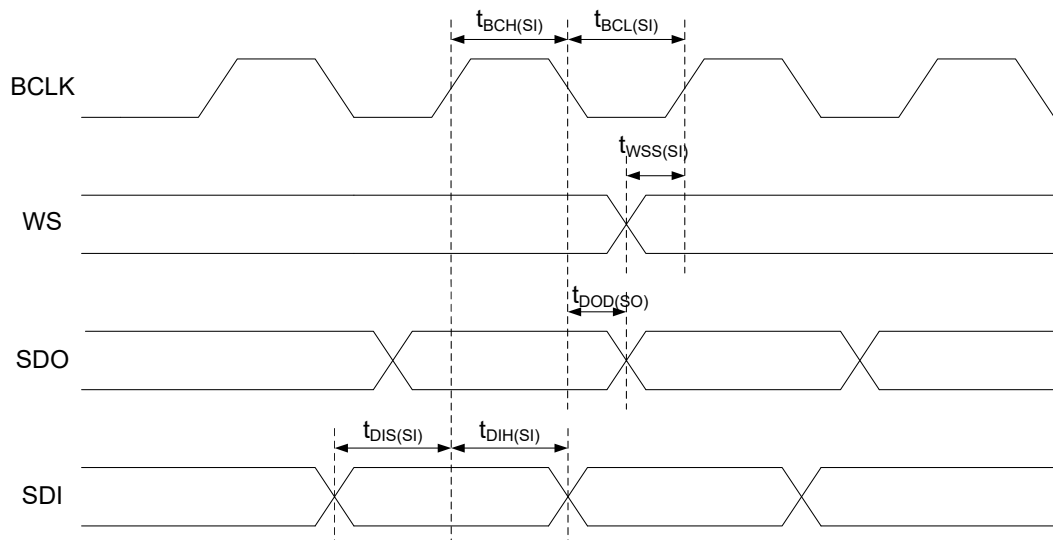 tBCH(SI) tBCL(SI)
BCLK
tWSS(SI)
WS
tDOD(SO)
SDO
tDIS(SI) tDIH(SI)
SDI